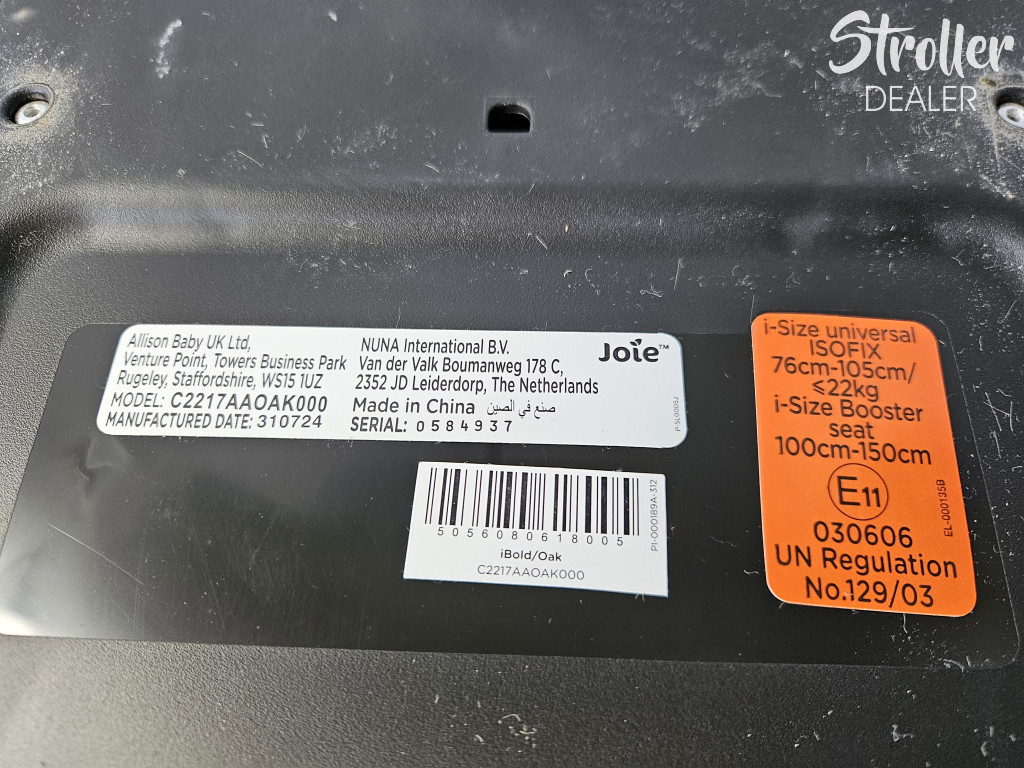 Stroller
DEALER
Allison Baby UK Ltd,
Venture Point, Towers Business Park
Rugeley, Staffordshire, WS15 1UZ
MODEL: C2217AAOAK000
MANUFACTURED DATE: 310724
NUNA International B.V.
Van der Valk Boumanweg 178 C,
2352 JD Leiderdorp, The Netherlands
Made in China صنع في الصين
SERIAL: 0584937
Joie™
P-SL0005J
5056080618005
iBold/Oak
C2217AAOAK000
PI-000189A-312
i-Size universal
ISOFIX
76cm-105cm/
≤22kg
i-Size Booster
seat
100cm-150cm
E11
030606
UN Regulation
No.129/03
EL-000135B